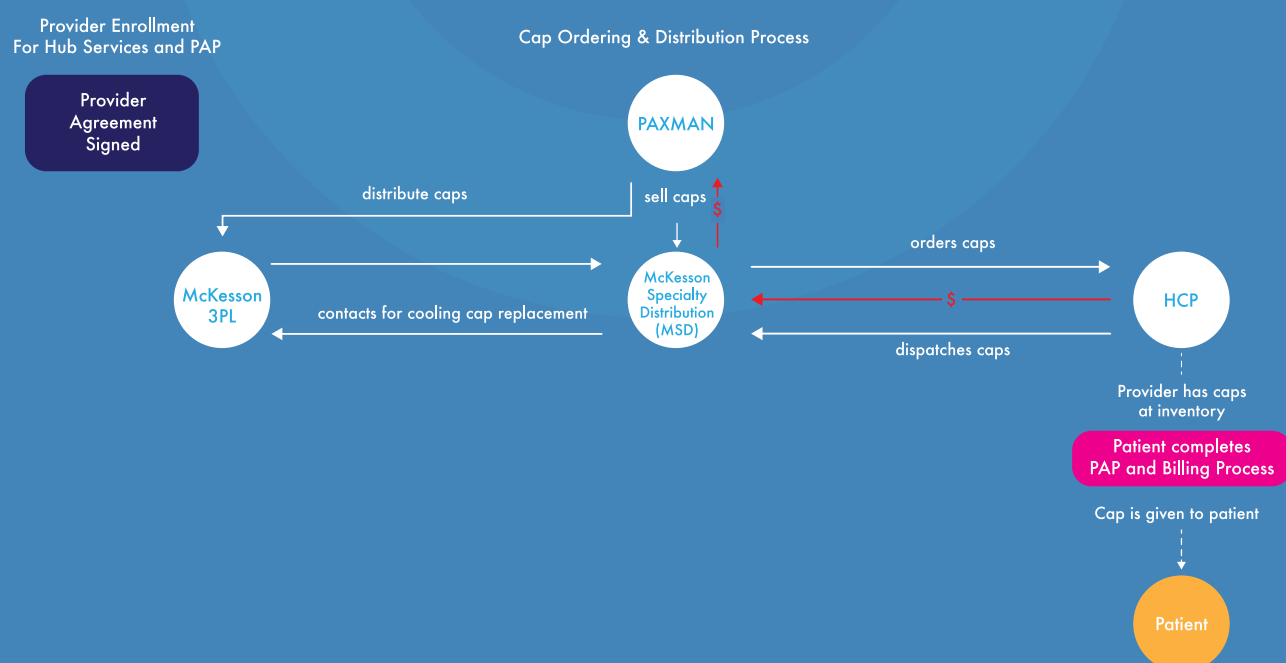 Provider Enrollment
For Hub Services and PAP
Cap Ordering & Distribution Process
Provider
Agreement
Signed
PAXMAN
distribute caps
sell caps
$
orders caps
McKesson
3PL
contacts for cooling cap replacement
McKesson
Specialty
Distribution
(MSD)
$
HCP
dispatches caps
Provider has caps
at inventory
Patient completes
PAP and Billing Process
Cap is given to patient
Patient